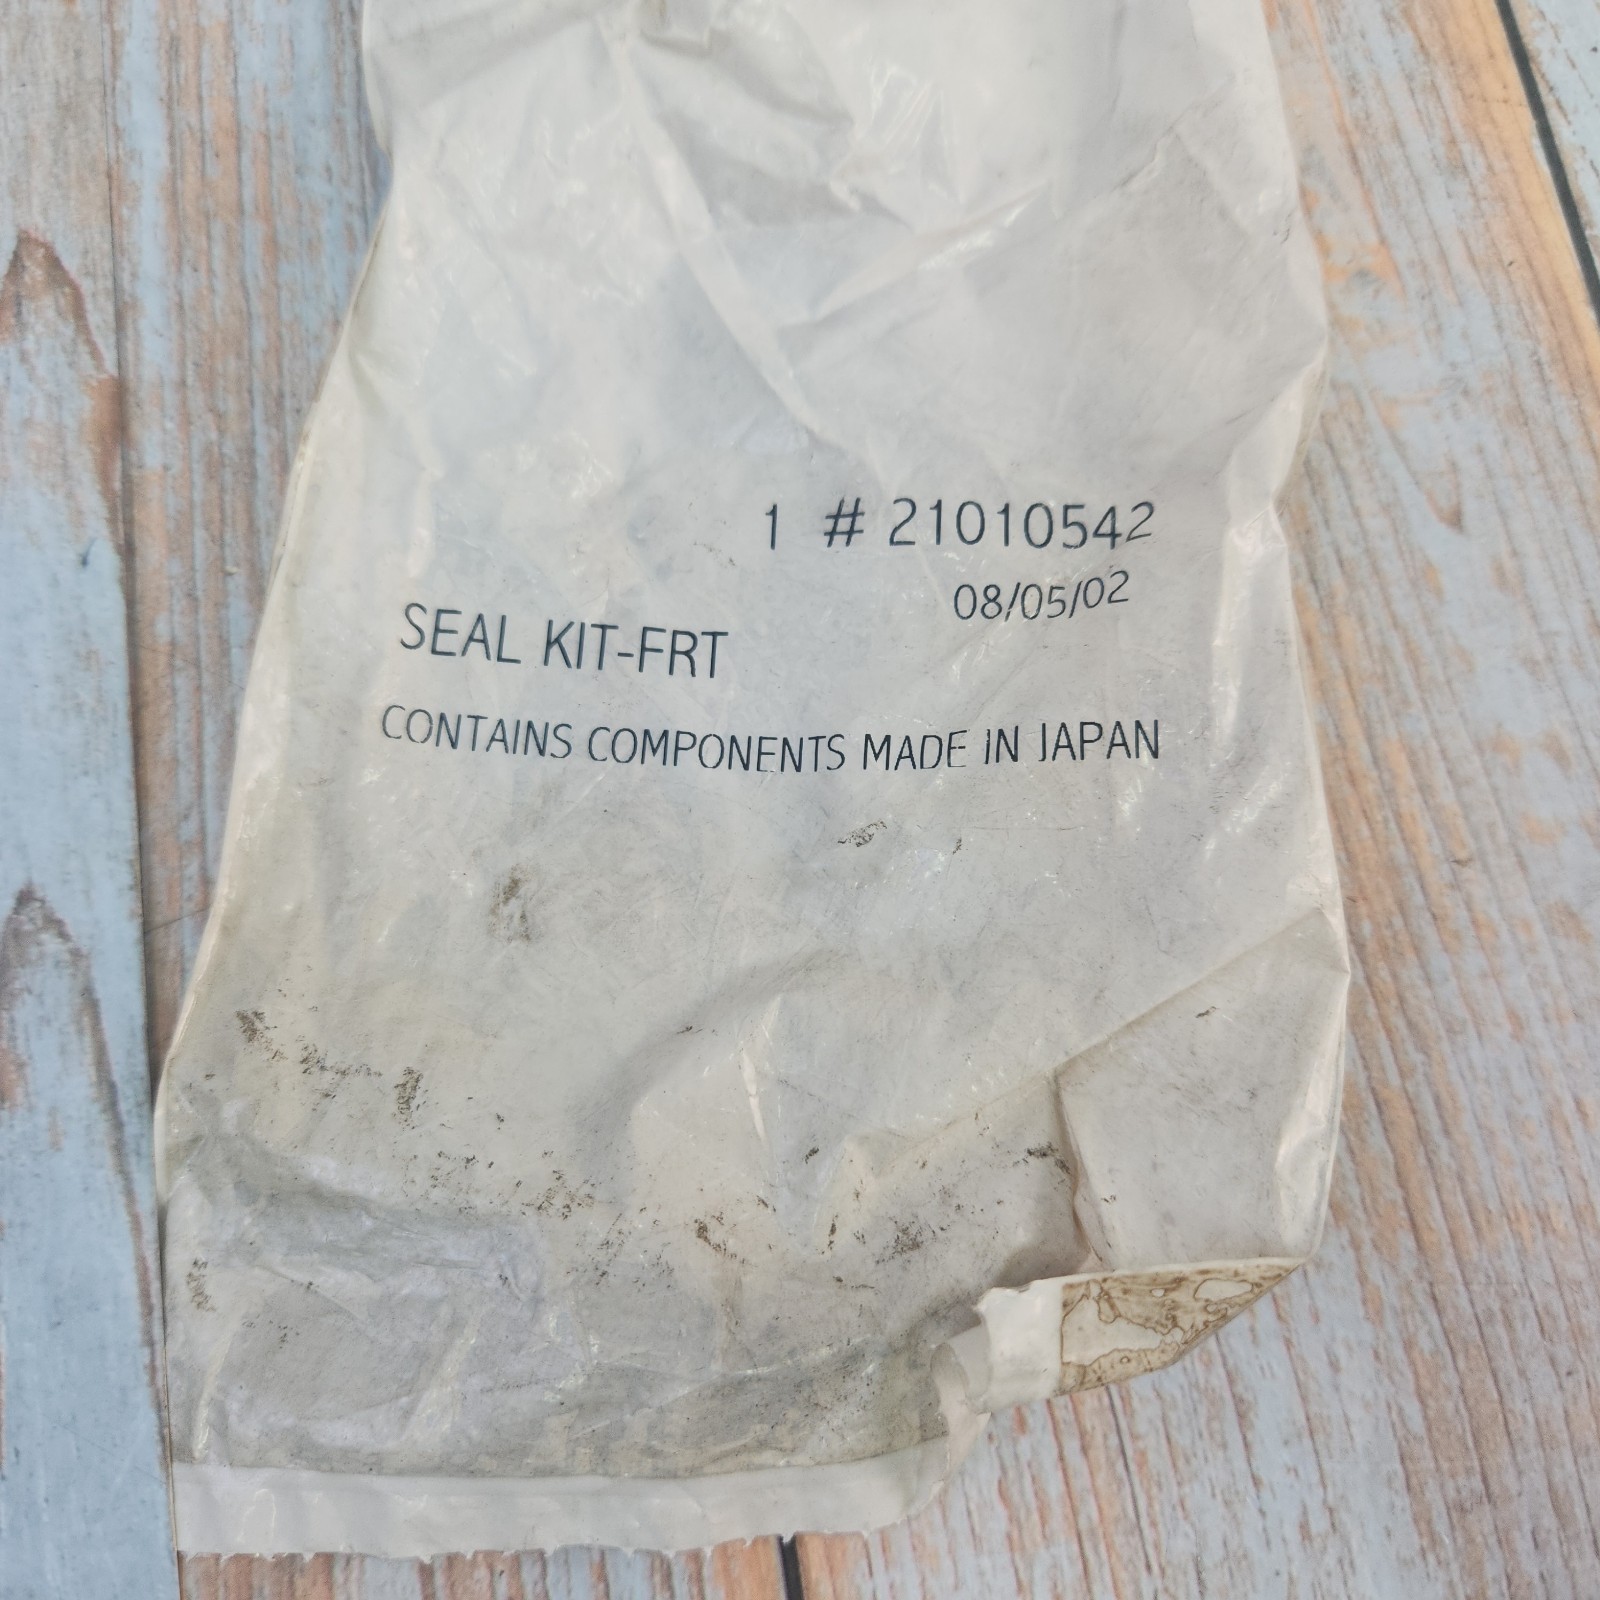 1 # 21010542
08/05/02
SEAL KIT-FRT
CONTAINS COMPONENTS MADE IN JAPAN